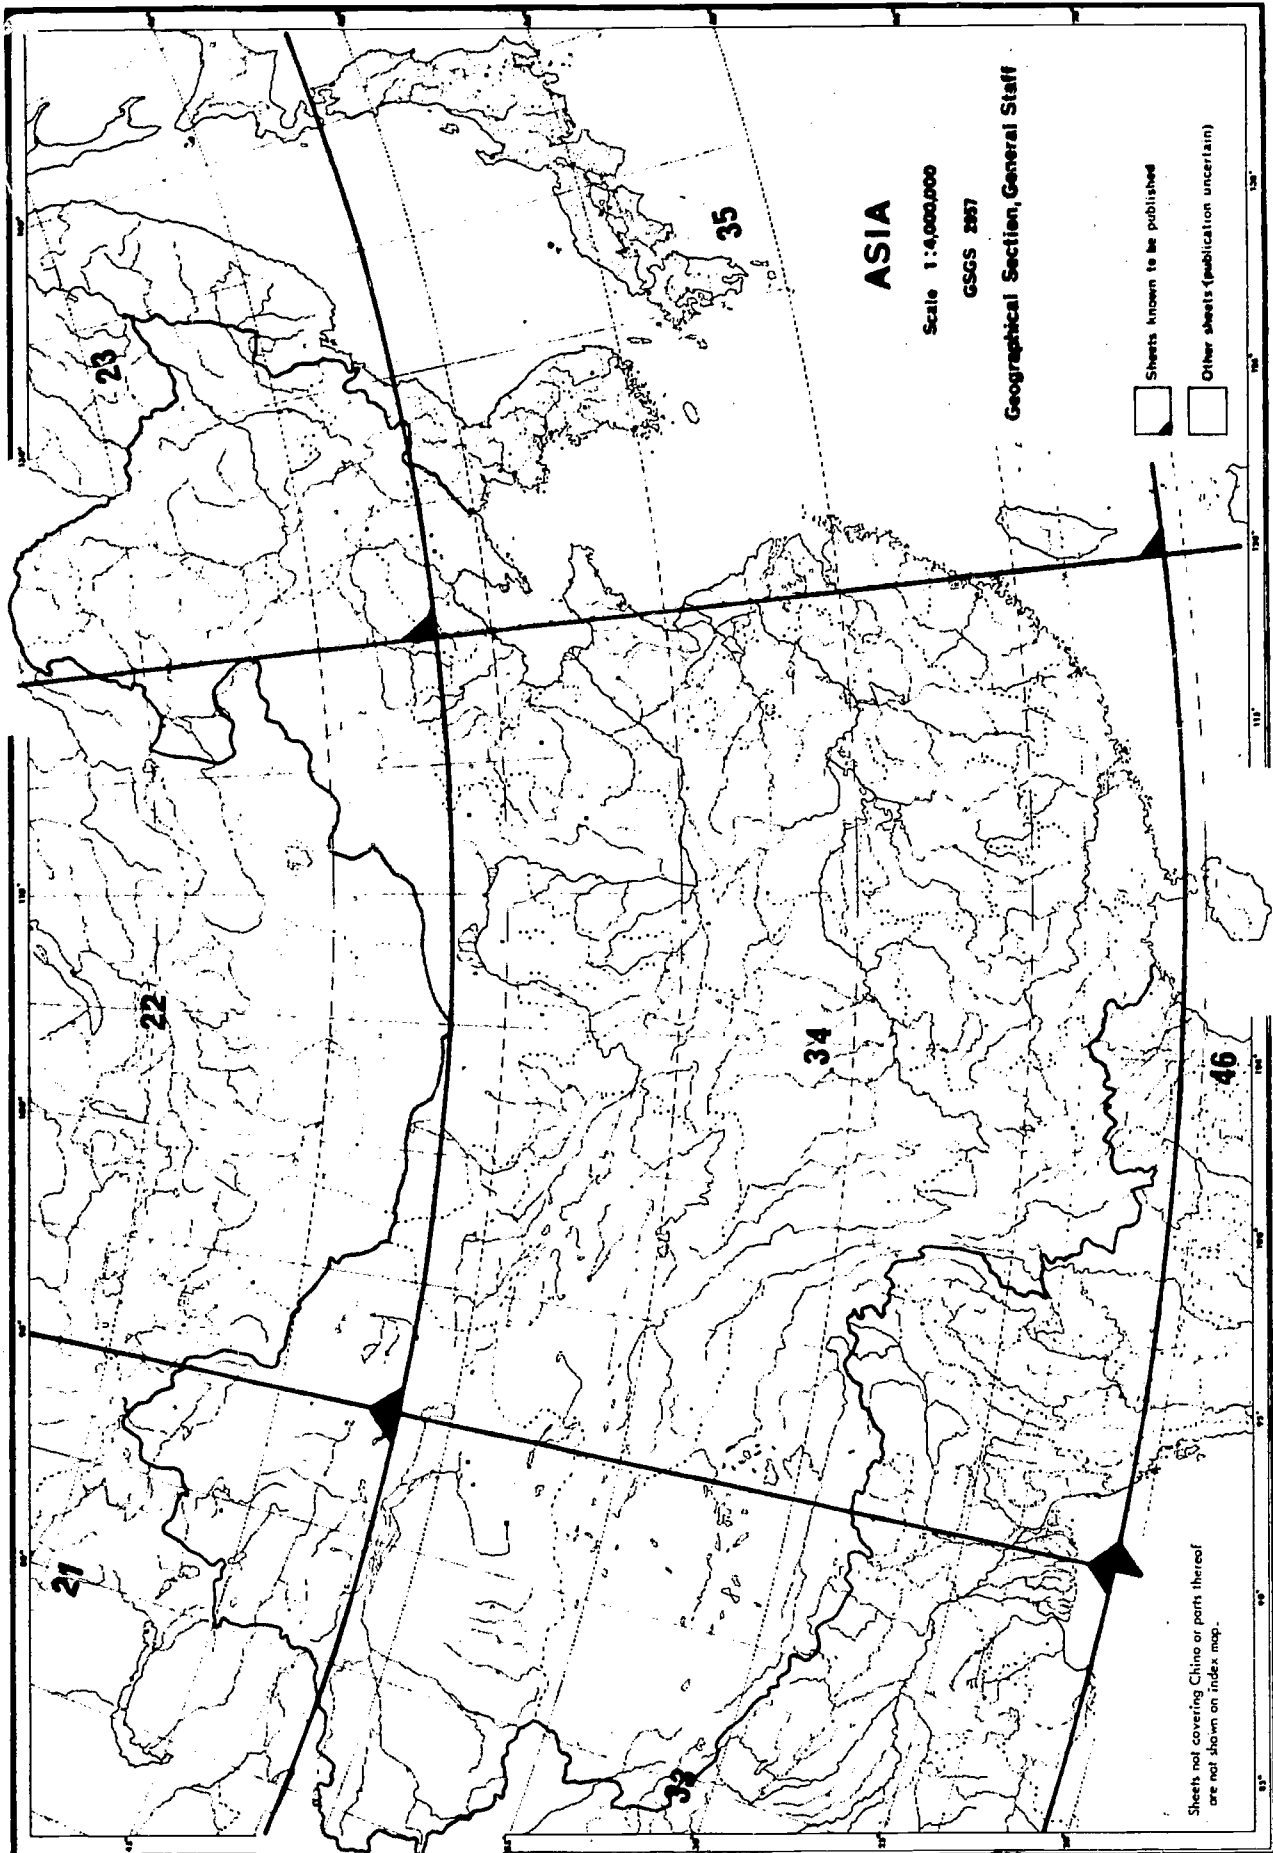 ASIA
Scale 1:4,000,000
GSGS 2957
Geographical Section, General Staff
Sheets known to be published
Other sheets (publication uncertain)
21
22
23
33
34
35
46
Sheets not covering China or parts thereof
are not shown on index map.